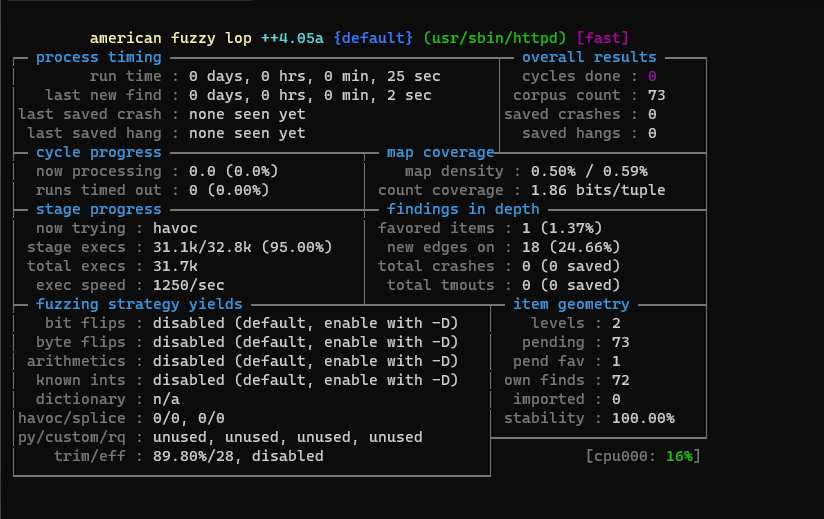 american fuzzy lop ++4.05a {default} (usr/sbin/httpd) [fast]
process timing overall results
run time : 0 days, 0 hrs, 0 min, 25 sec cycles done : 0
last new find : 0 days, 0 hrs, 0 min, 2 sec corpus count : 73
last saved crash : none seen yet saved crashes : 0
last saved hang : none seen yet saved hangs : 0
cycle progress map coverage
now processing : 0.0 (0.0%) map density : 0.50% / 0.59%
runs timed out : 0 (0.00%) count coverage : 1.86 bits/tuple
stage progress findings in depth
now trying : havoc favored items : 1 (1.37%)
stage execs : 31.1k/32.8k (95.00%) new edges on : 18 (24.66%)
total execs : 31.7k total crashes : 0 (0 saved)
exec speed : 1250/sec total tmouts : 0 (0 saved)
fuzzing strategy yields item geometry
bit flips : disabled (default, enable with -D) levels : 2
byte flips : disabled (default, enable with -D) pending : 73
arithmetics : disabled (default, enable with -D) pend fav : 1
known ints : disabled (default, enable with -D) own finds : 72
dictionary : n/a imported : 0
havoc/splice : 0/0, 0/0 stability : 100.00%
py/custom/rq : unused, unused, unused, unused
trim/eff : 89.80%/28, disabled [cpu000: 16%]